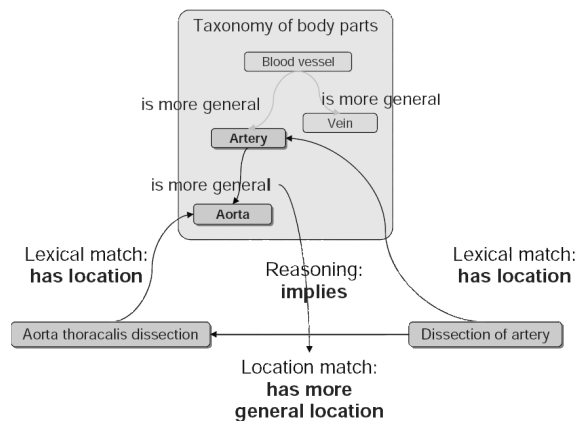 Taxonomy of body parts
Blood vessel
is more general
is more general
Vein
Artery
is more general
Aorta
Lexical match:
has location
Reasoning:
implies
Lexical match:
has location
Aorta thoracalis dissection
Dissection of artery
Location match:
has more
general location